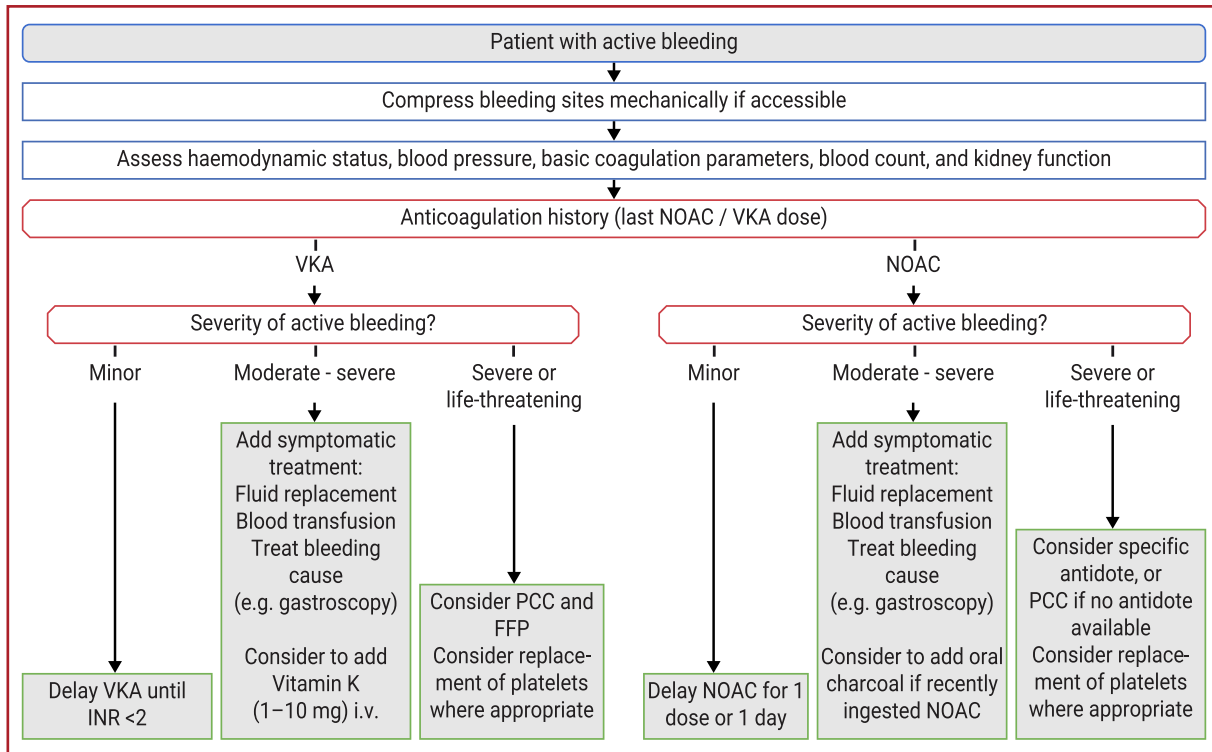 Patient with active bleeding
Compress bleeding sites mechanically if accessible
Assess haemodynamic status, blood pressure, basic coagulation parameters, blood count, and kidney function
Anticoagulation history (last NOAC / VKA dose)
VKA
Severity of active bleeding?
Minor
Delay VKA until
INR <2
Moderate - severe
Add symptomatic
treatment:
Fluid replacement
Blood transfusion
Treat bleeding
cause
(e.g. gastroscopy)
Consider to add
Vitamin K
(1–10 mg) i.v.
Severe or
life-threatening
Consider PCC and
FFP
Consider replace-
ment of platelets
where appropriate
NOAC
Severity of active bleeding?
Minor
Delay NOAC for 1
dose or 1 day
Moderate - severe
Add symptomatic
treatment:
Fluid replacement
Blood transfusion
Treat bleeding
cause
(e.g. gastroscopy)
Consider to add oral
charcoal if recently
ingested NOAC
Severe or
life-threatening
Consider specific
antidote, or
PCC if no antidote
available
Consider replace-
ment of platelets
where appropriate